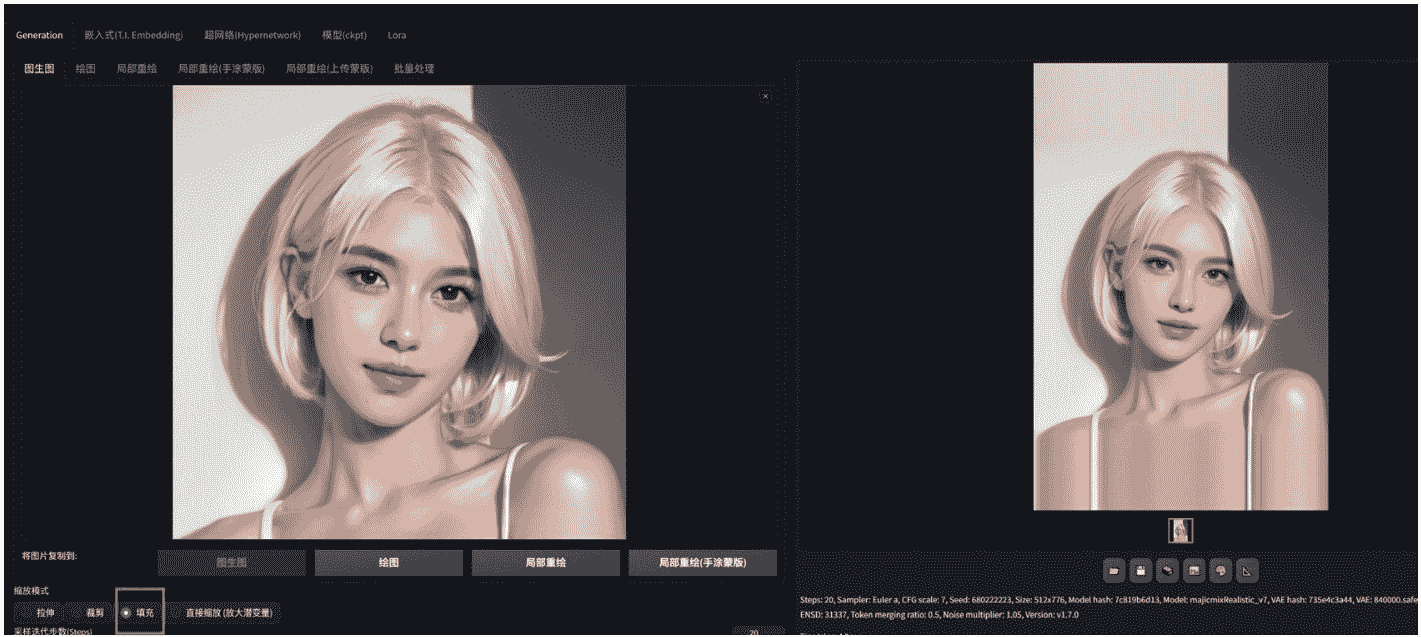 Generation 嵌入式(T.I. Embedding) 超网络(Hypernetwork) 模型(ckpt) Lora
图生图 绘图 局部重绘 局部重绘(手涂蒙版) 局部重绘(上传蒙版) 批量处理
将图片复制到:
图生图 绘图 局部重绘 局部重绘(手涂蒙版)
缩放模式
拉伸 裁剪 填充 直接缩放 (放大潜变量)
采样迭代步数(Steps)
20
Steps: 20, Sampler: Euler a, CFG scale: 7, Seed: 680222223, Size: 512x776, Model hash: 7c819b6d13, Model: majicmixRealistic_v7, VAE hash: 735e4c3a44, VAE: 840000.safe
ENSD: 31337, Token merging ratio: 0.5, Noise multiplier: 1.05, Version: v1.7.0